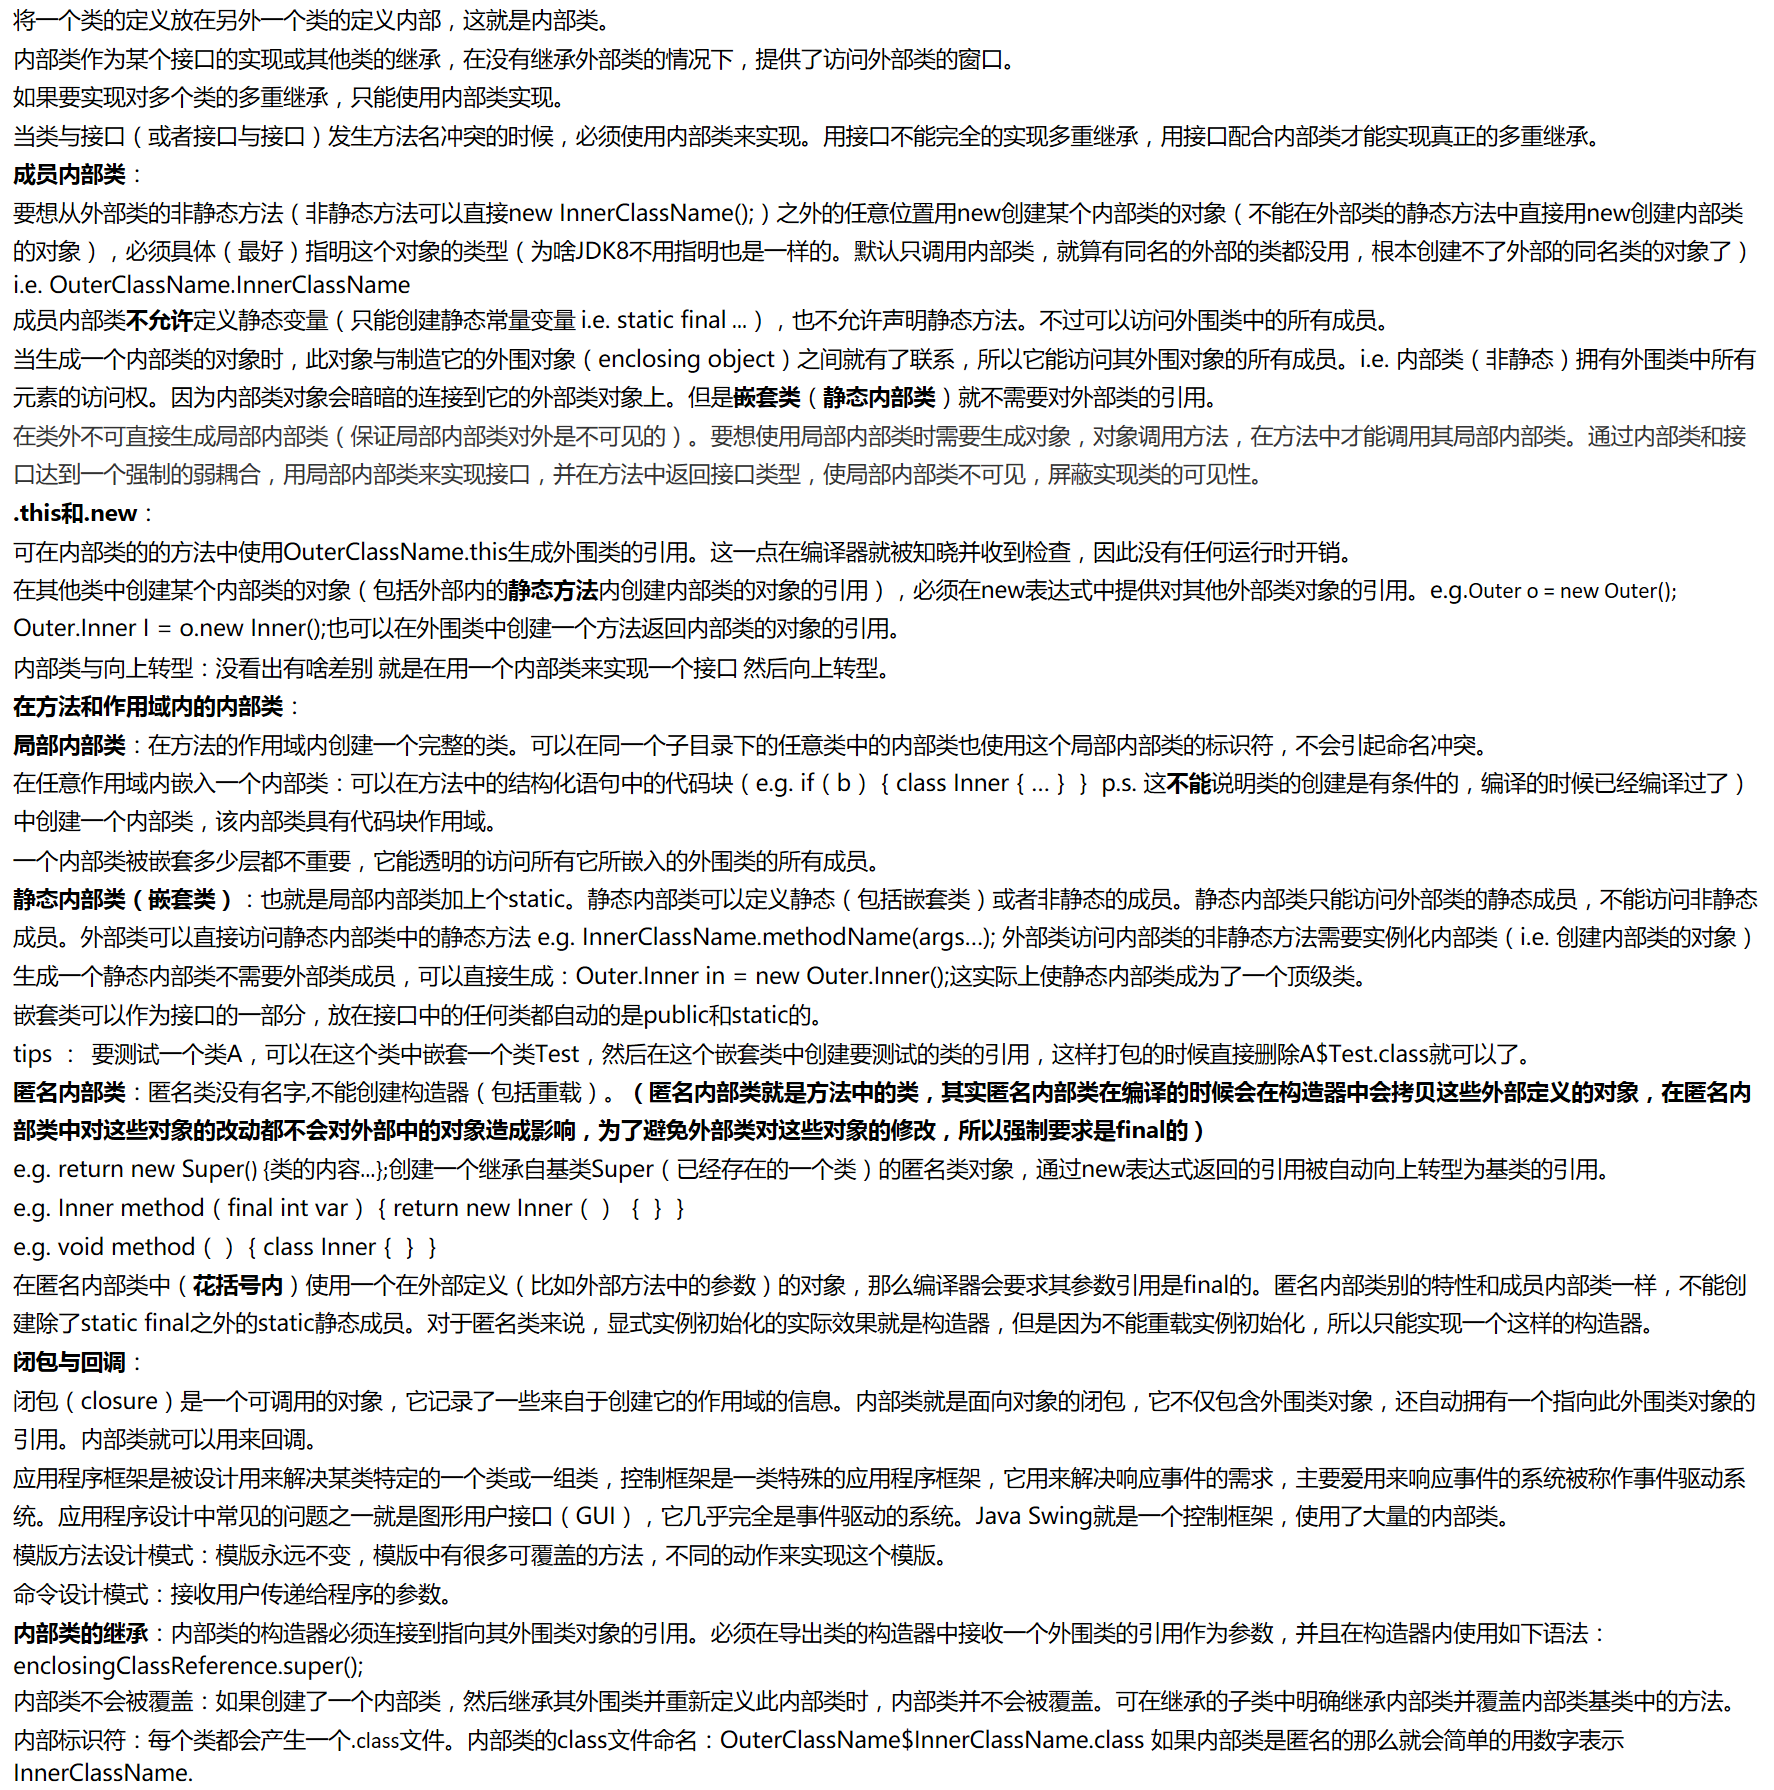 将一个类的定义放在另外一个类的定义内部，这就是内部类。
内部类作为某个接口的实现或其他类的继承，在没有继承外部类的情况下，提供了访问外部类的窗口。
如果要实现对多个类的多重继承，只能使用内部类实现。
当类与接口（或者接口与接口）发生方法名冲突的时候，必须使用内部类来实现。用接口不能完全的实现多重继承，用接口配合内部类才能实现真正的多重继承。
成员内部类：
要想从外部类的非静态方法（非静态方法可以直接new InnerClassName();）之外的任意位置用new创建某个内部类的对象（不能在外部类的静态方法中直接用new创建内部类
的对象），必须具体（最好）指明这个对象的类型（为啥JDK8不用指明也是一样的。默认只调用内部类，就算有同名的外部的类都没用，根本创建不了外部的同名类的对象了）
i.e. OuterClassName.InnerClassName
成员内部类不允许定义静态变量（只能创建静态常量变量 i.e. static final ...），也不允许声明静态方法。不过可以访问外围类中的所有成员。
当生成一个内部类的对象时，此对象与制造它的外围对象（enclosing object）之间就有了联系，所以它能访问其外围对象的所有成员。i.e. 内部类（非静态）拥有外围类中所有
元素的访问权。因为内部类对象会暗暗的连接到它的外部类对象上。但是嵌套类（静态内部类）就不需要对外部类的引用。
在类外不可直接生成局部内部类（保证局部内部类对外是不可见的）。要想使用局部内部类时需要生成对象，对象调用方法，在方法中才能调用其局部内部类。通过内部类和接
口达到一个强制的弱耦合，用局部内部类来实现接口，并在方法中返回接口类型，使局部内部类不可见，屏蔽实现类的可见性。
.this和.new：
可在内部类的的方法中使用OuterClassName.this生成外围类的引用。这一点在编译器就被知晓并收到检查，因此没有任何运行时开销。
在其他类中创建某个内部类的对象（包括外部内的静态方法内创建内部类的对象的引用），必须在new表达式中提供对其他外部类对象的引用。e.g.Outer o = new Outer();
Outer.Inner I = o.new Inner();也可以在外围类中创建一个方法返回内部类的对象的引用。
内部类与向上转型：没看出有啥差别 就是在用一个内部类来实现一个接口 然后向上转型。
在方法和作用域内的内部类：
局部内部类：在方法的作用域内创建一个完整的类。可以在同一个子目录下的任意类中的内部类也使用这个局部内部类的标识符，不会引起命名冲突。
在任意作用域内嵌入一个内部类：可以在方法中的结构化语句中的代码块（e.g. if（b）{ class Inner { ... } } p.s. 这不能说明类的创建是有条件的，编译的时候已经编译过了）
中创建一个内部类，该内部类具有代码块作用域。
一个内部类被嵌套多少层都不重要，它能透明的访问所有它所嵌入的外围类的所有成员。
静态内部类（嵌套类）：也就是局部内部类加上个static。静态内部类可以定义静态（包括嵌套类）或者非静态的成员。静态内部类只能访问外部类的静态成员，不能访问非静态
成员。外部类可以直接访问静态内部类中的静态方法 e.g. InnerClassName.methodName(args...); 外部类访问内部类的非静态方法需要实例化内部类（i.e. 创建内部类的对象）
生成一个静态内部类不需要外部类成员，可以直接生成：Outer.Inner in = new Outer.Inner();这实际上使静态内部类成为了一个顶级类。
嵌套类可以作为接口的一部分，放在接口中的任何类都自动的是public和static的。
tips ： 要测试一个类A，可以在这个类中嵌套一个类Test，然后在这个嵌套类中创建要测试的类的引用，这样打包的时候直接删除A$Test.class就可以了。
匿名内部类：匿名类没有名字,不能创建构造器（包括重载）。（匿名内部类就是方法中的类，其实匿名内部类在编译的时候会在构造器中会拷贝这些外部定义的对象，在匿名内
部类中对这些对象的改动都不会对外部中的对象造成影响，为了避免外部类对这些对象的修改，所以强制要求是final的）
e.g. return new Super() {类的内容...};创建一个继承自基类Super（已经存在的一个类）的匿名类对象，通过new表达式返回的引用被自动向上转型为基类的引用。
e.g. Inner method（final int var）{ return new Inner（ ） { } }
e.g. void method（ ）{ class Inner { } }
在匿名内部类中（花括号内）使用一个在外部定义（比如外部方法中的参数）的对象，那么编译器会要求其参数引用是final的。匿名内部类别的特性和成员内部类一样，不能创
建除了static final之外的static静态成员。对于匿名类来说，显式实例初始化的实际效果就是构造器，但是因为不能重载实例初始化，所以只能实现一个这样的构造器。
闭包与回调：
闭包（closure）是一个可调用的对象，它记录了一些来自于创建它的作用域的信息。内部类就是面向对象的闭包，它不仅包含外围类对象，还自动拥有一个指向此外围类对象的
引用。内部类就可以用来回调。
应用程序框架是被设计用来解决某类特定的一个类或一组类，控制框架是一类特殊的应用程序框架，它用来解决响应事件的需求，主要爱用来响应事件的系统被称作事件驱动系
统。应用程序设计中常见的问题之一就是图形用户接口（GUI），它几乎完全是事件驱动的系统。Java Swing就是一个控制框架，使用了大量的内部类。
模版方法设计模式：模版永远不变，模版中有很多可覆盖的方法，不同的动作来实现这个模版。
命令设计模式：接收用户传递给程序的参数。
内部类的继承：内部类的构造器必须连接到指向其外围类对象的引用。必须在导出类的构造器中接收一个外围类的引用作为参数，并且在构造器内使用如下语法：
enclosingClassReference.super();
内部类不会被覆盖：如果创建了一个内部类，然后继承其外围类并重新定义此内部类时，内部类并不会被覆盖。可在继承的子类中明确继承内部类并覆盖内部类基类中的方法。
内部标识符：每个类都会产生一个.class文件。内部类的class文件命名：OuterClassName$InnerClassName.class 如果内部类是匿名的那么就会简单的用数字表示
InnerClassName.